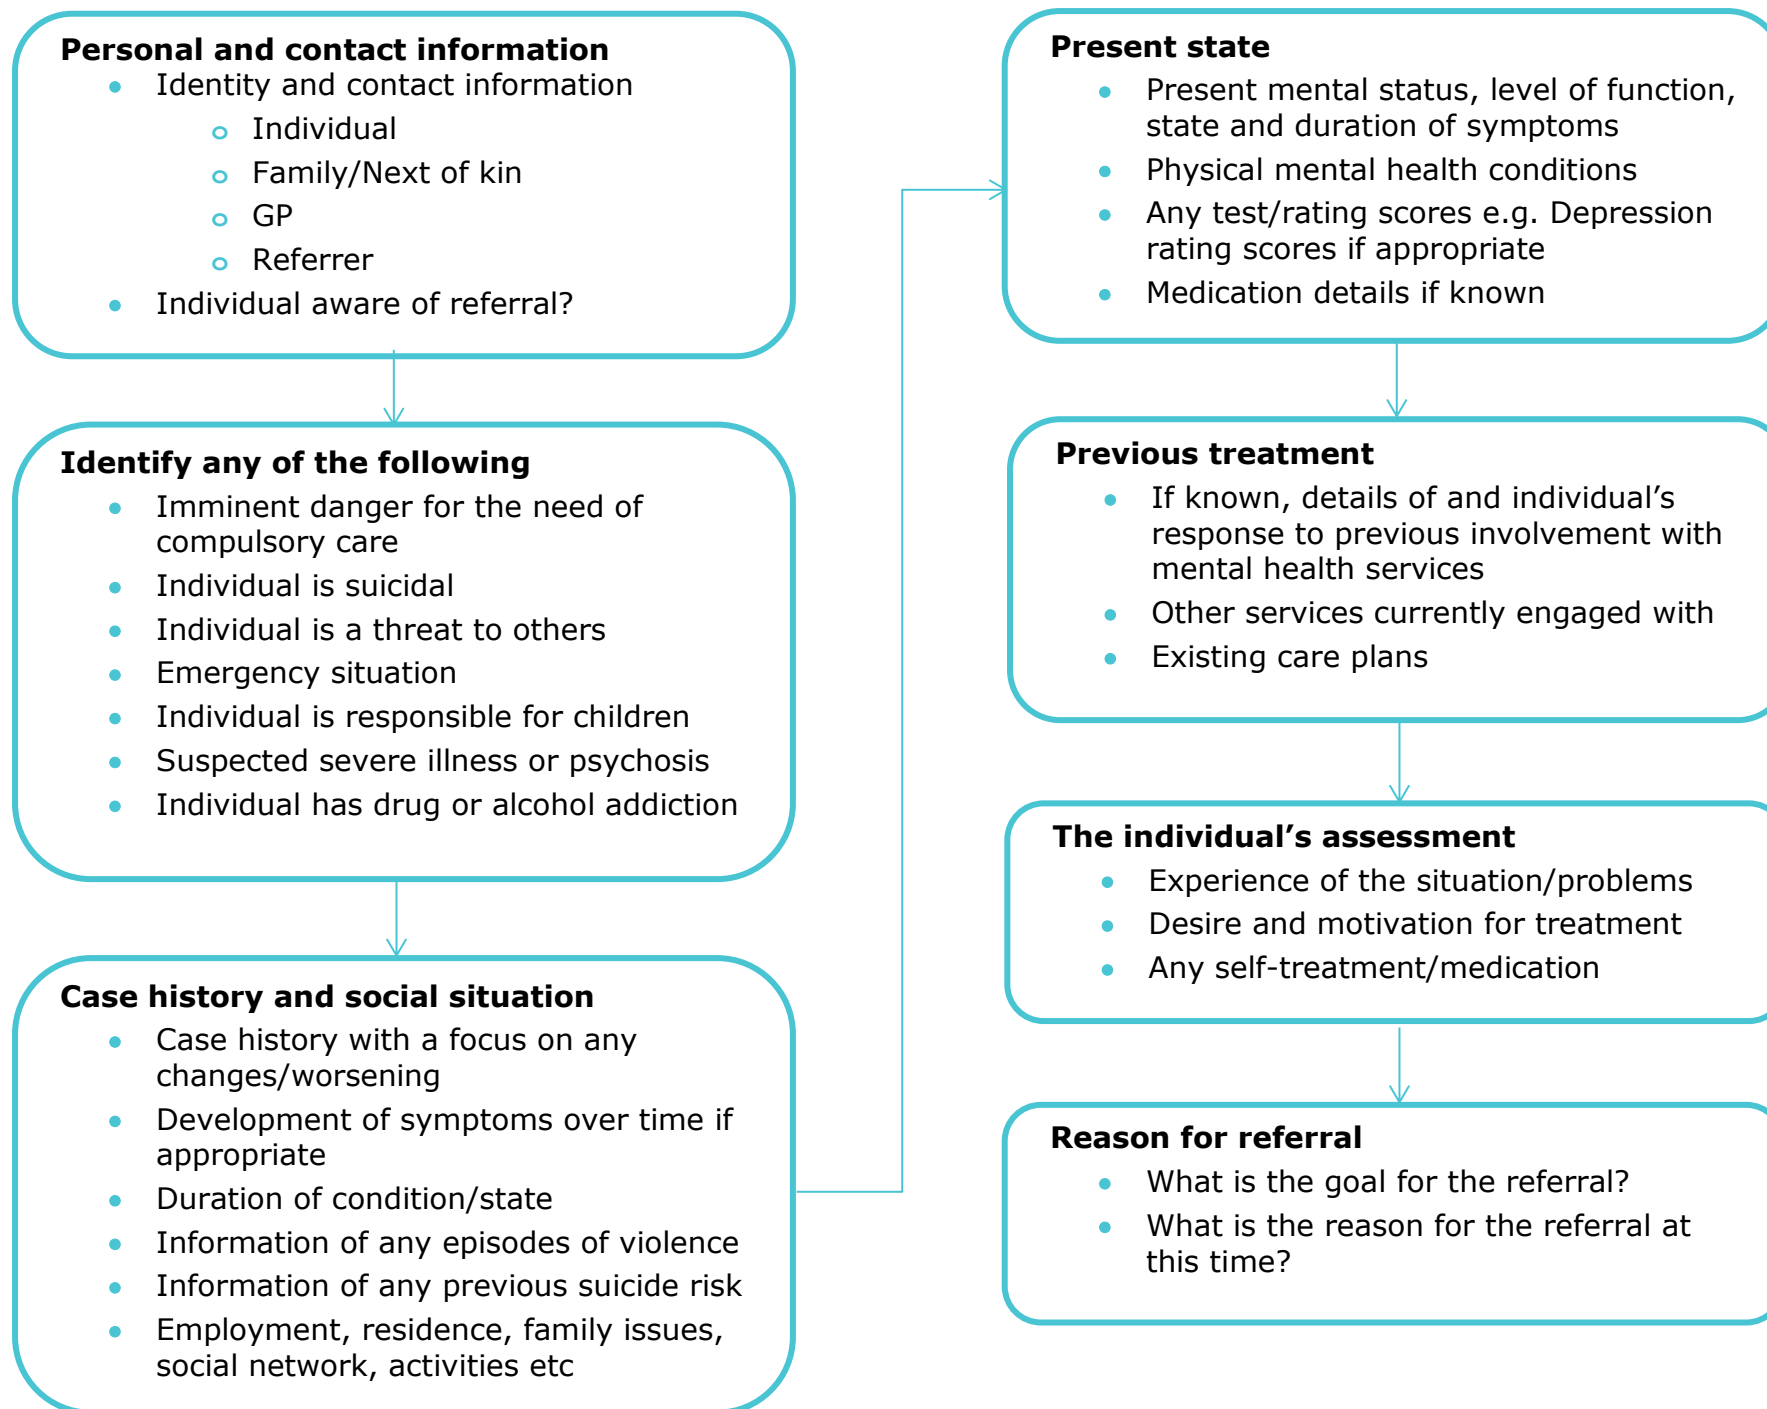 Personal and contact information
Identity and contact information
Individual
Family/Next of kin
GP
Referrer
Individual aware of referral?
Identify any of the following
Imminent danger for the need of
compulsory care
Individual is suicidal
Individual is a threat to others
Emergency situation
Individual is responsible for children
Suspected severe illness or psychosis
Individual has drug or alcohol addiction
Case history and social situation
Case history with a focus on any
changes/worsening
Development of symptoms over time if
appropriate
Duration of condition/state
Information of any episodes of violence
Information of any previous suicide risk
Employment, residence, family issues,
social network, activities etc
Present state
Present mental status, level of function,
state and duration of symptoms
Physical mental health conditions
Any test/rating scores e.g. Depression
rating scores if appropriate
Medication details if known
Previous treatment
If known, details of and individual’s
response to previous involvement with
mental health services
Other services currently engaged with
Existing care plans
The individual’s assessment
Experience of the situation/problems
Desire and motivation for treatment
Any self-treatment/medication
Reason for referral
What is the goal for the referral?
What is the reason for the referral at
this time?